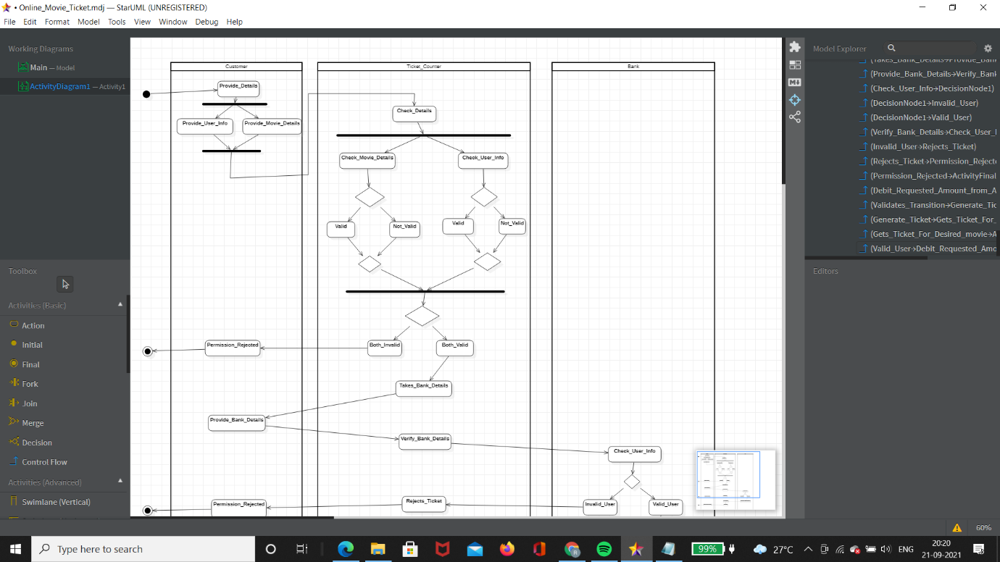 • Online_Movie_Ticket.mdj — StarUML (UNREGISTERED)
File Edit Format Model Tools View Window Debug Help
Working Diagrams
Main — Model
ActivityDiagram1 — Activity1
Toolbox
Activities (Basic)
Action
Initial
Final
Fork
Join
Merge
Decision
Control Flow
Activities (Advanced)
Swimlane (Vertical)
Customer
Ticket_Counter
Bank
Provide_Details
Provide_User_Info
Provide_Movie_Details
Check_Details
Check_Movie_Details
Check_User_Info
Valid
Not_Valid
Valid
Not_Valid
Permission_Rejected
Both_Invalid
Both_Valid
Takes_Bank_Details
Provide_Bank_Details
Verify_Bank_Details
Check_User_Info
Permission_Rejected
Rejects_Ticket
Invalid_User
Valid_User
Model Explorer
(Provide_Bank_Details→Verify_Bank
(Check_User_Info→DecisionNode1)
(DecisionNode1→Invalid_User)
(DecisionNode1→Valid_User)
(Verify_Bank_Details→Check_User_I
(Invalid_User→Rejects_Ticket)
(Rejects_Ticket→Permission_Rejecte
(Permission_Rejected→ActivityFinal
(Debit_Requested_Amount_from_A
(Validates_Transition→Generate_Tic
(Generate_Ticket→Gets_Ticket_For_
(Gets_Ticket_For_Desired_movie→A
(Valid_User→Debit_Requested_Amo
Editors
60%
Type here to search
99%
27°C
ENG
20:20
21-09-2021